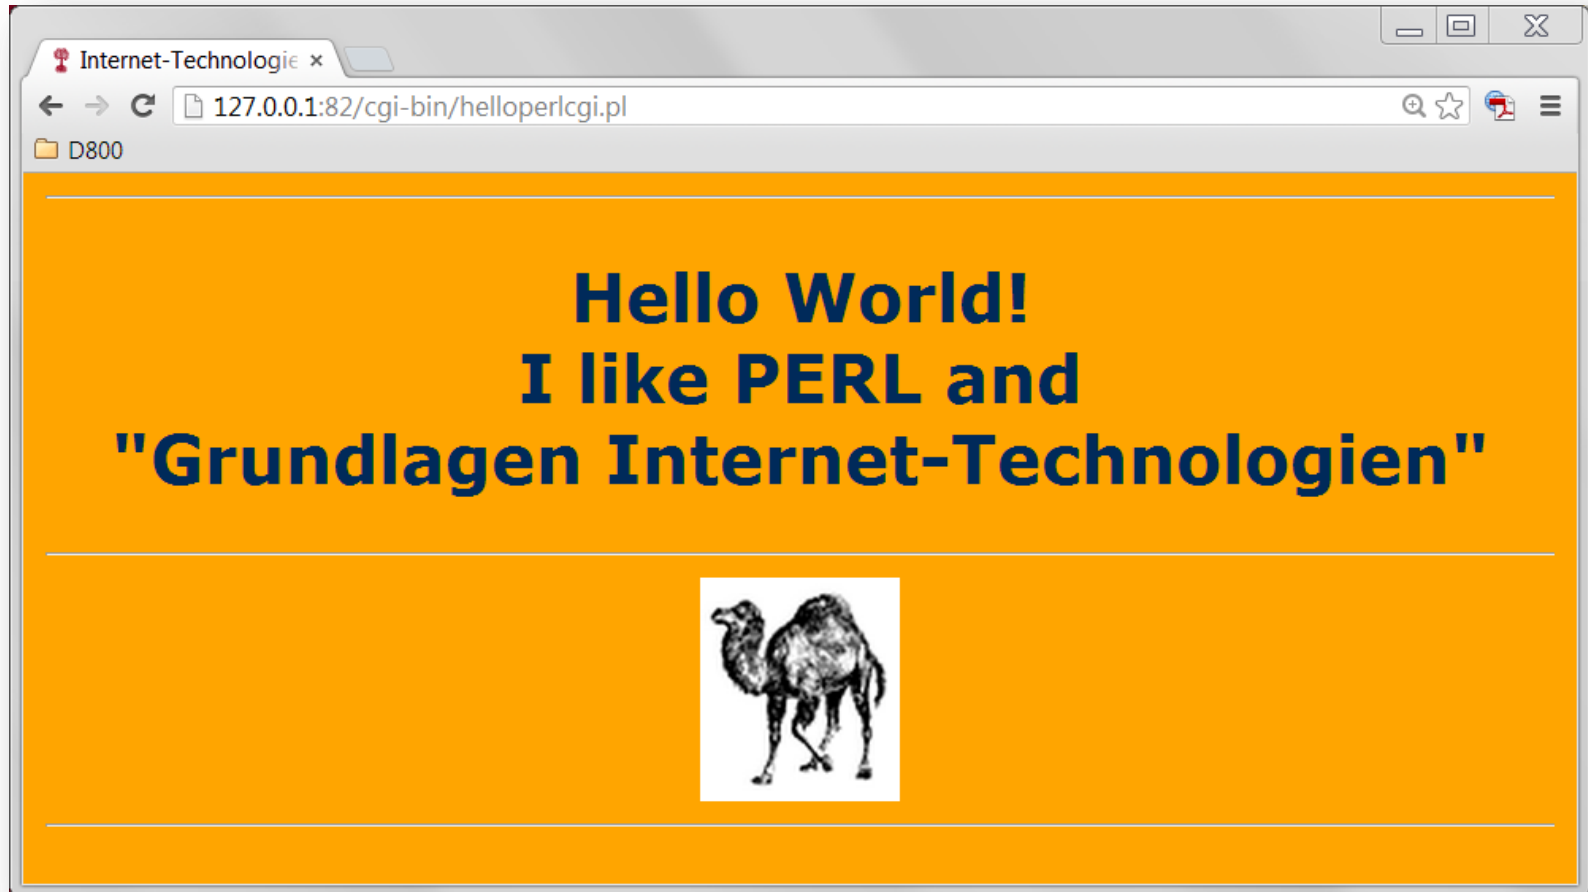 Internet-Technologie
127.0.0.1:82/cgi-bin/helloperlcgi.pl
D800
Hello World!
I like PERL and
"Grundlagen Internet-Technologien"